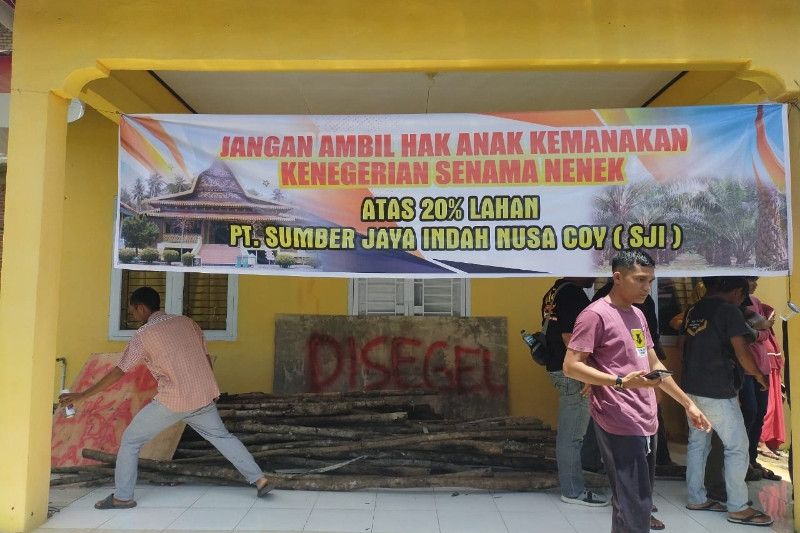 JANGAN AMBIL HAK ANAK KEMANAKAN
KENEGERIAN SENAMA NENEK
ATAS 20% LAHAN
PT. SUMBER JAYA INDAH NUSA COY ( SJI )
DISEGEL